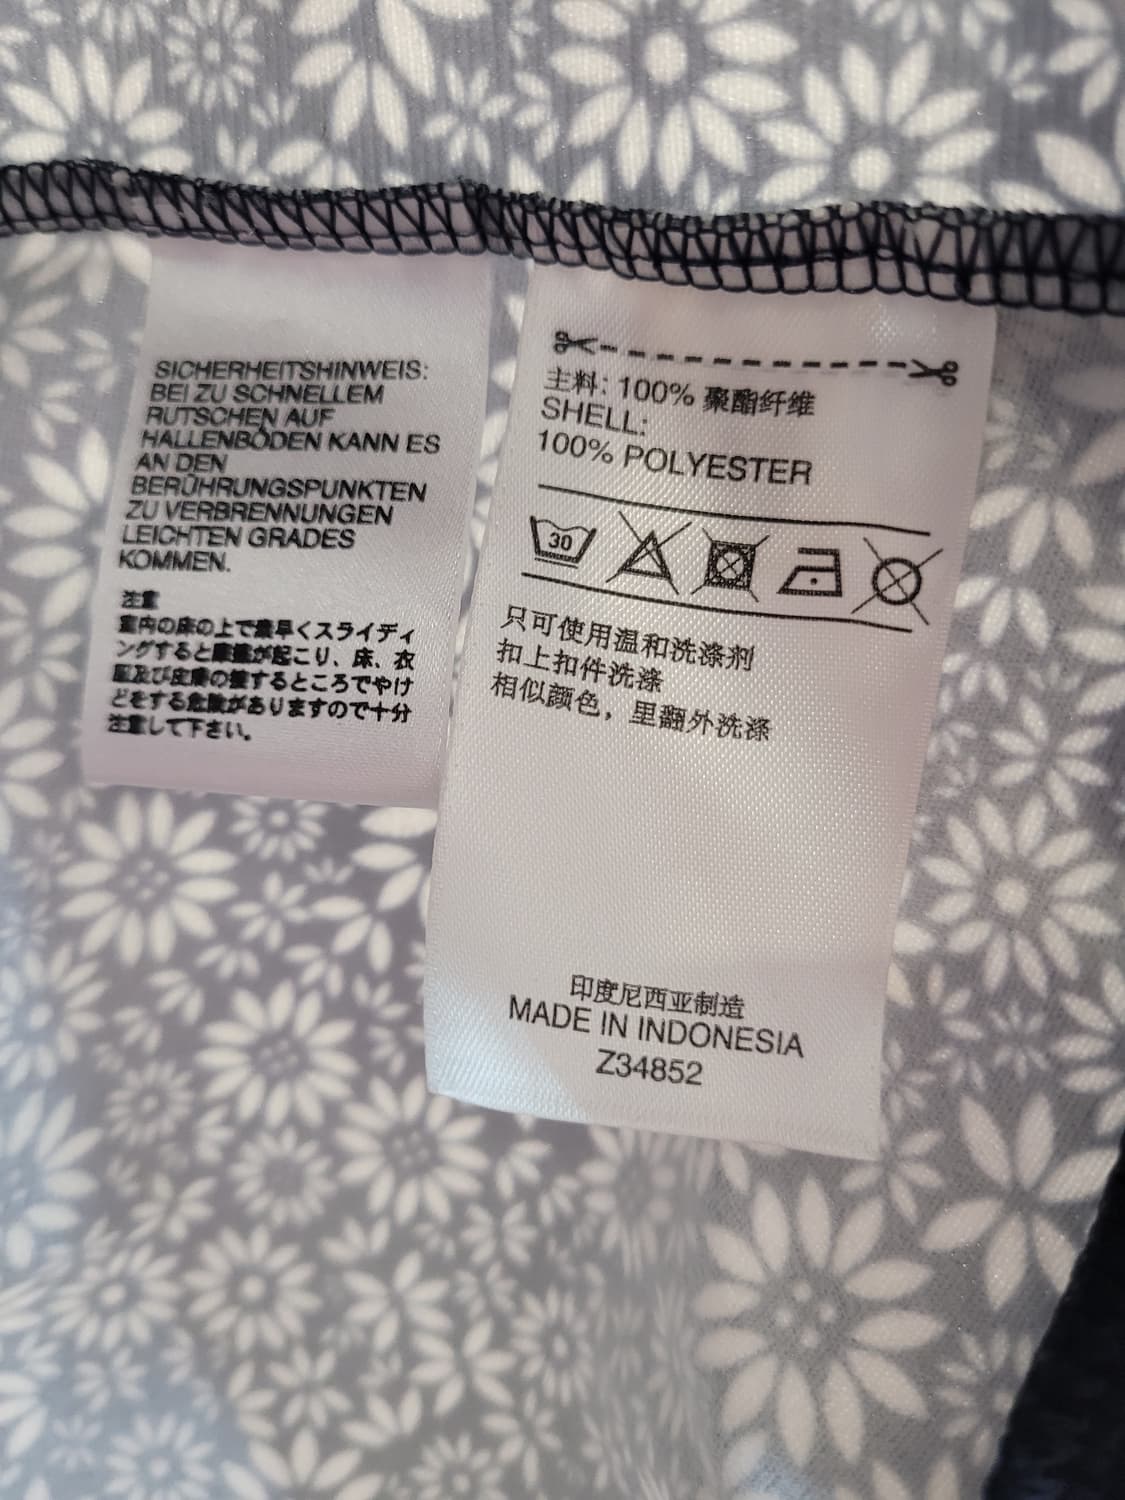 SICHERHEITSHINWEIS:
BEI ZU SCHNELLEM
RUTSCHEN AUF
HALLENBÖDEN KANN ES
AN DEN
BERÜHRUNGSPUNKTEN
ZU VERBRENNUNGEN
LEICHTEN GRADES
KOMMEN.
注意
室内の床の上で素早くスライディ
ングすると摩擦が起こり、床、衣
服及び皮膚の接するところでやけ
どをする危険がありますので十分
注意して下さい。
主料: 100% 聚酯纤维
SHELL:
100% POLYESTER
30
只可使用温和洗涤剂
扣上扣件洗涤
相似颜色，里翻外洗涤
印度尼西亚制造
MADE IN INDONESIA
Z34852